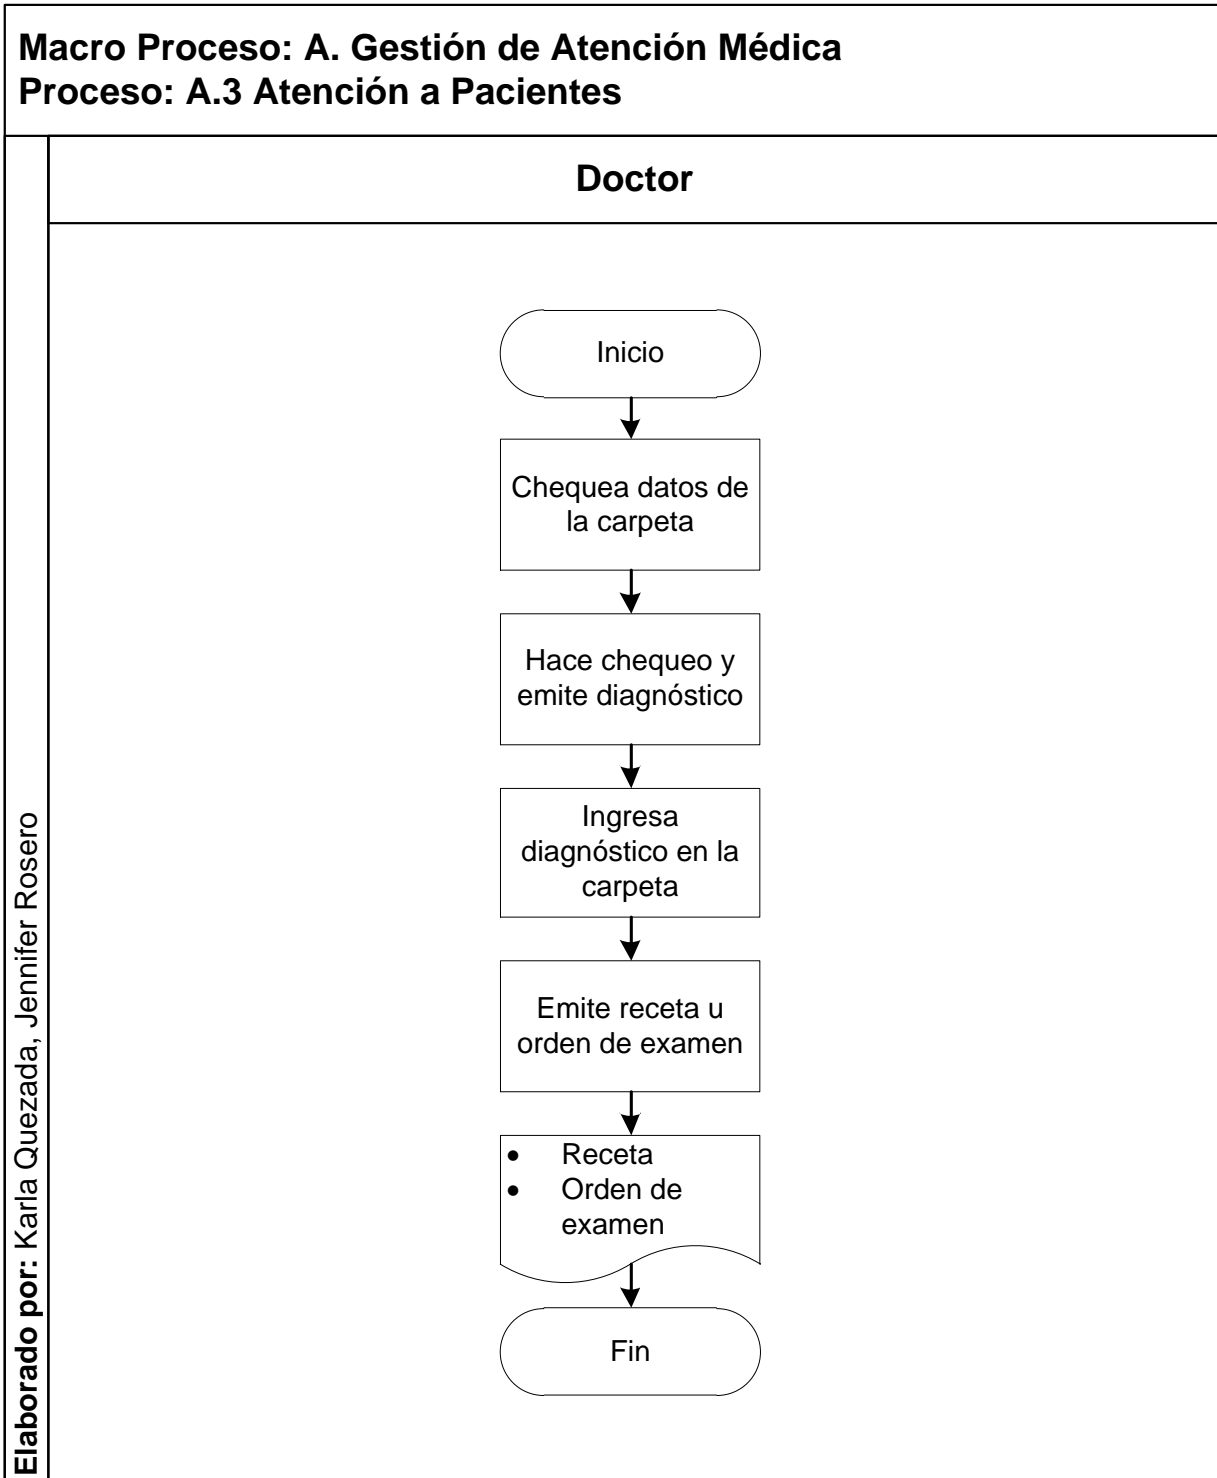 Macro Proceso: A. Gestión de Atención Médica
Proceso: A.3 Atención a Pacientes
Doctor
Inicio
Chequea datos de
la carpeta
Hace chequeo y
emite diagnóstico
Ingresa
diagnóstico en la
carpeta
Emite receta u
orden de examen
• Receta
• Orden de
examen
Fin
Elaborado por: Karla Quezada, Jennifer Rosero